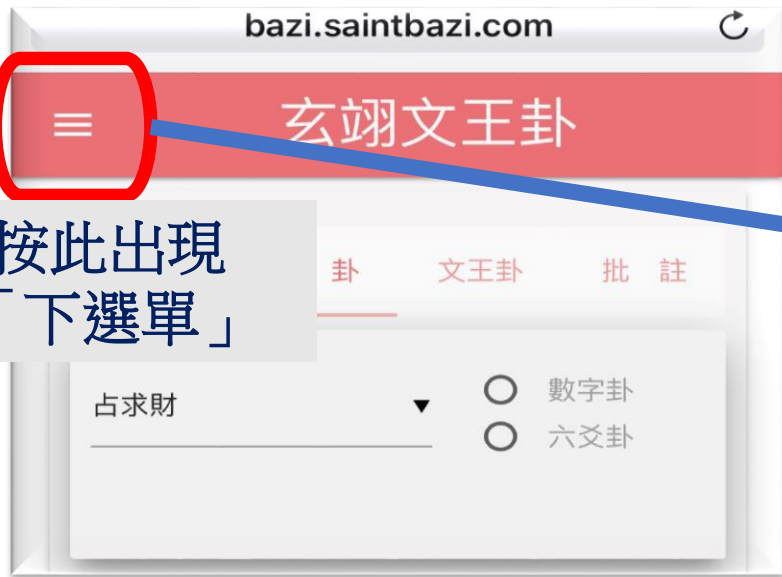 bazi.saintbazi.com
玄翊文王卦
按此出現
「下選單」
卦
文王卦
批 註
占求財
數字卦
六爻卦